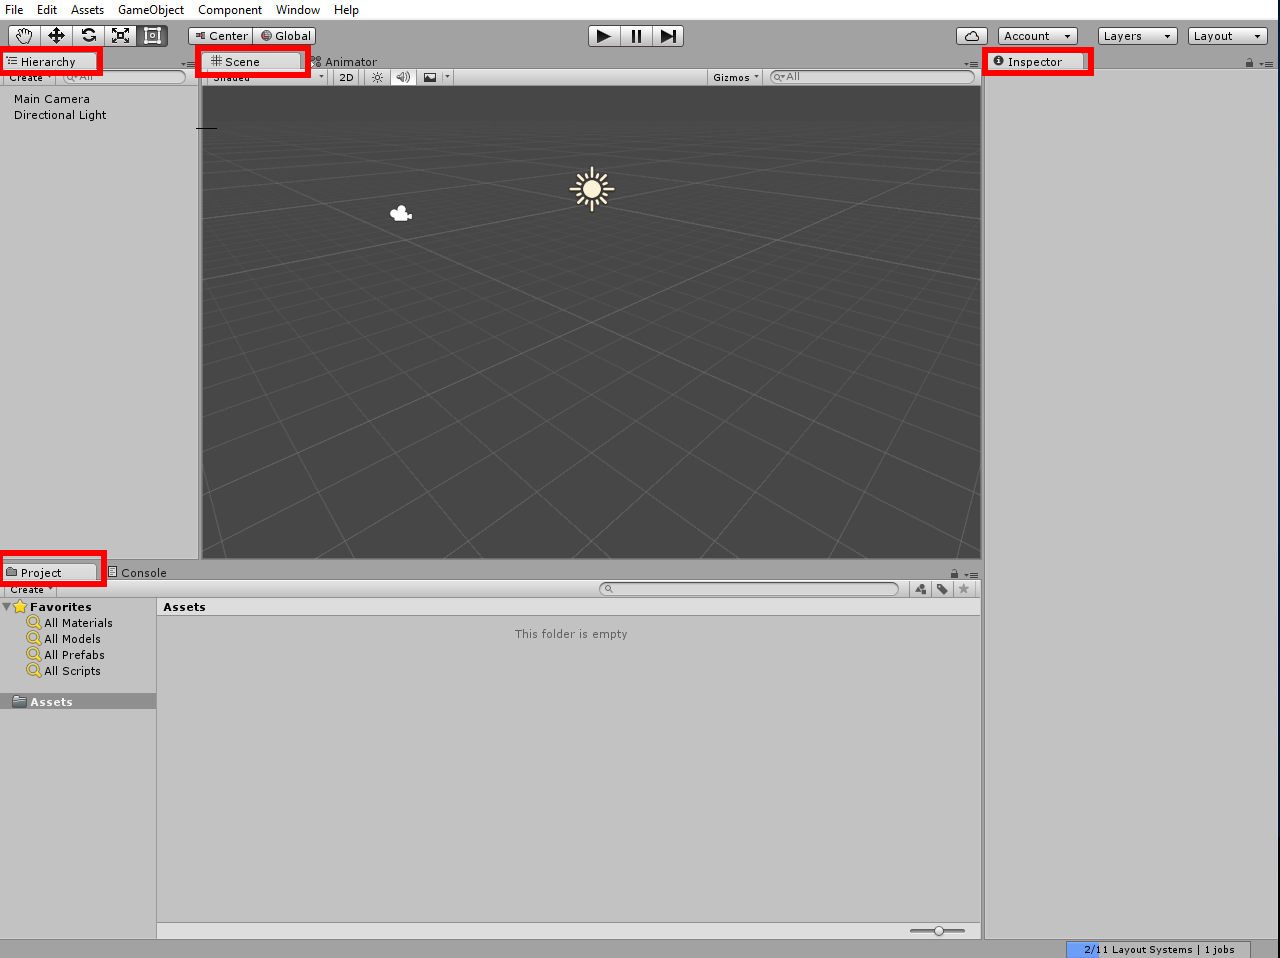 File Edit Assets GameObject Component Window Help
Center Global Account Layers Layout
Hierarchy Scene Animator Inspector
Create All Shaded 2D Gizmos All
Main Camera
Directional Light
Project Console
Create
Favorites Assets
All Materials This folder is empty
All Models
All Prefabs
All Scripts
Assets
2/11 Layout Systems | 1 jobs